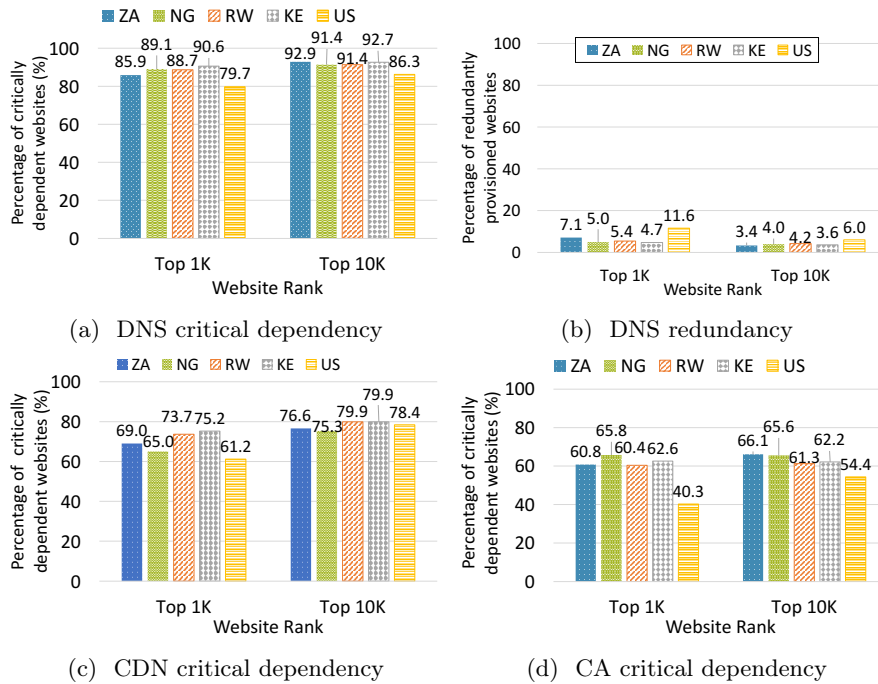 ZA NG RW KE US
Percentage of critically dependent websites (%)
100
80
60
40
20
0
85.9 89.1 88.7 90.6 79.7
92.9 91.4 91.4 92.7 86.3
Top 1K Top 10K
Website Rank
(a) DNS critical dependency
ZA NG RW KE US
Percentage of redundantly provisioned websites
100
80
60
40
20
0
7.1 5.0 5.4 4.7 11.6
3.4 4.0 4.2 3.6 6.0
Top 1K Top 10K
Website Rank
(b) DNS redundancy
ZA NG RW KE US
Percentage of critically dependent websites (%)
100
80
60
40
20
0
69.0 65.0 73.7 75.2 61.2
76.6 75.3 79.9 79.9 78.4
Top 1K Top 10K
Website Rank
(c) CDN critical dependency
ZA NG RW KE US
Percentage of critically dependent websites (%)
100
80
60
40
20
0
60.8 65.8 60.4 62.6 40.3
66.1 65.6 61.3 62.2 54.4
Top 1K Top 10K
Website Rank
(d) CA critical dependency